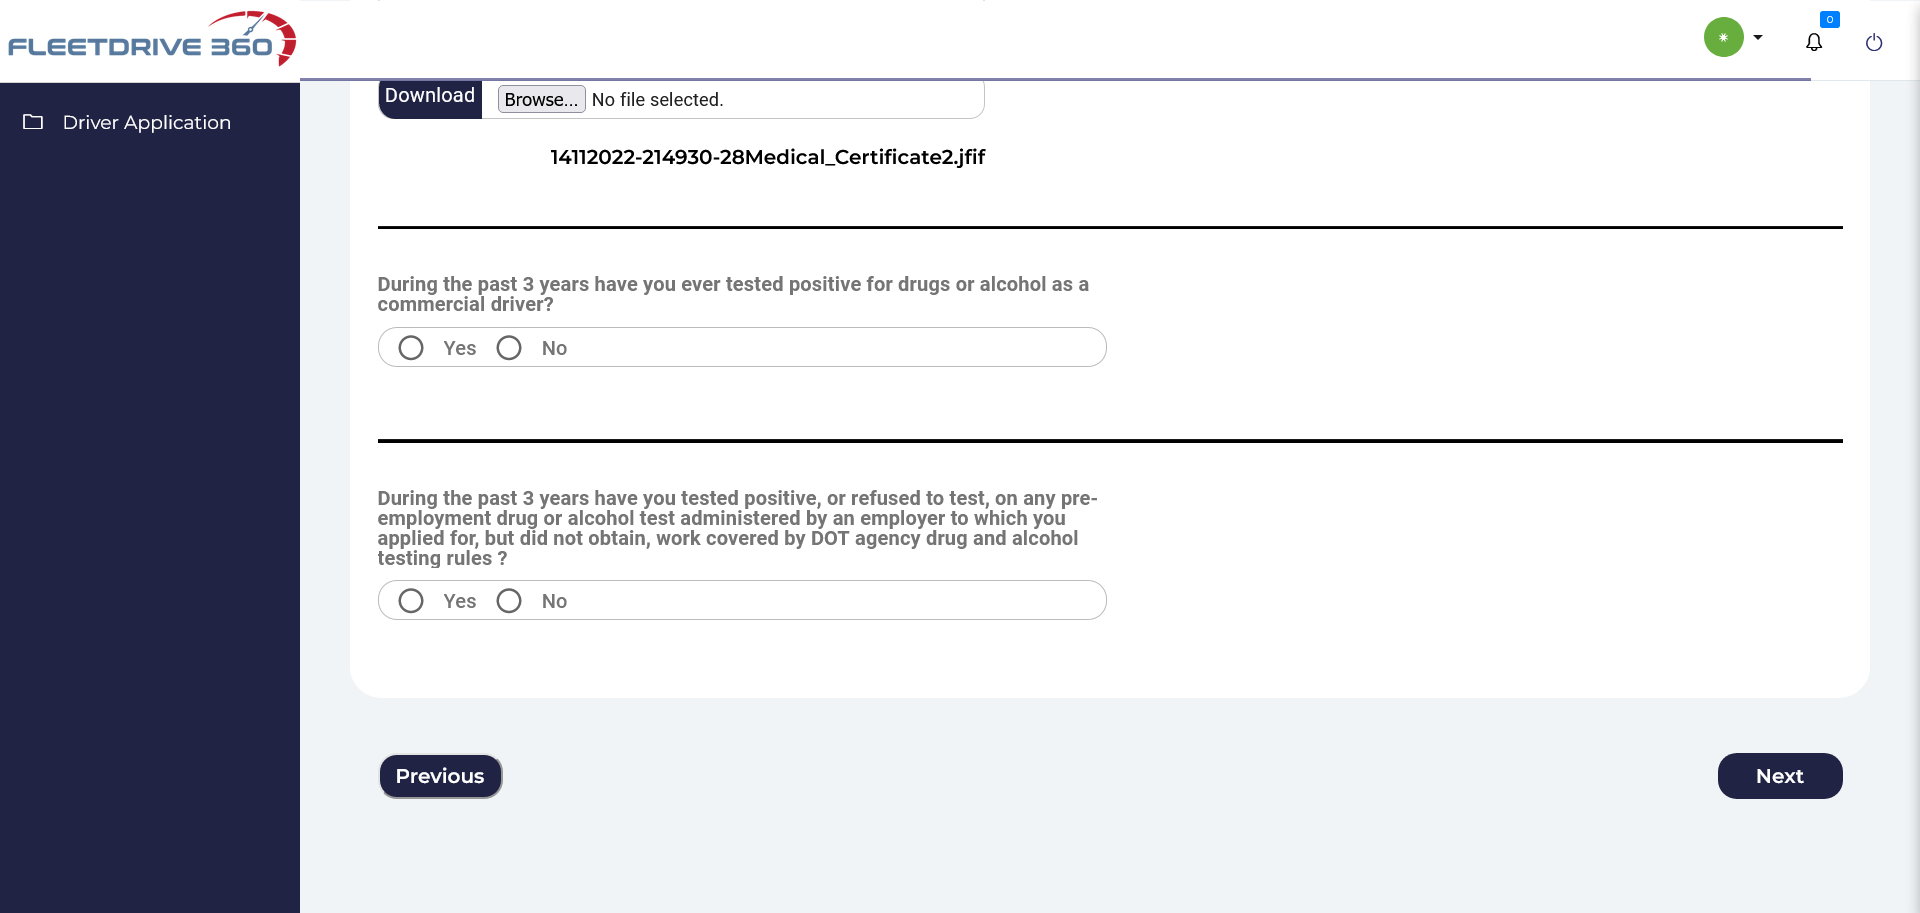 FLEETDRIVE 360
0
Driver Application
Download
Browse... No file selected.
14112022-214930-28Medical_Certificate2.jfif
During the past 3 years have you ever tested positive for drugs or alcohol as a
commercial driver?
Yes No
During the past 3 years have you tested positive, or refused to test, on any pre-
employment drug or alcohol test administered by an employer to which you
applied for, but did not obtain, work covered by DOT agency drug and alcohol
testing rules ?
Yes No
Previous
Next